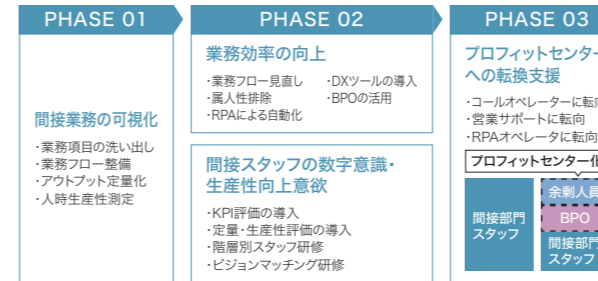 PHASE 01
間接業務の可視化
・業務項目の洗い出し
・業務フロー整備
・アウトプット定量化
・人時生産性測定
PHASE 02
業務効率の向上
・業務フロー見直し ・DXツールの導入
・属人性排除 ・BPOの活用
・RPAによる自動化
間接スタッフの数字意識・
生産性向上意欲
・KPI評価の導入
・定量・生産性評価の導入
・階層別スタッフ研修
・ビジョンマッチング研修
PHASE 03
プロフィットセンター
への転換支援
・コールオペレーターに転向
・営業サポートに転向
・RPAオペレータに転向
プロフィットセンター化
間接部門
スタッフ
余剰人員
BPO
間接部門
スタッフ